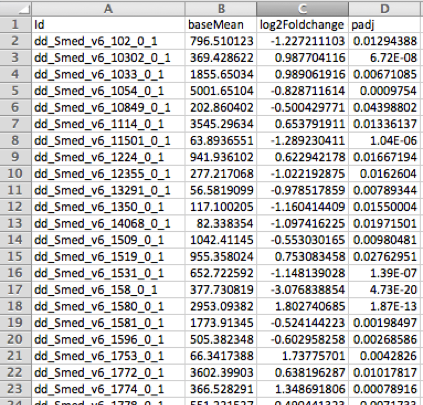 A B C D
1 Id baseMean log2Foldchange padj
2 dd_Smed_v6_102_0_1 796.510123 -1.227211103 0.01294388
3 dd_Smed_v6_10302_0_1 369.428622 0.987704116 6.72E-08
4 dd_Smed_v6_1033_0_1 1855.65034 0.989061916 0.00671085
5 dd_Smed_v6_1054_0_1 5001.65104 -0.828711614 0.0009754
6 dd_Smed_v6_10849_0_1 202.860402 -0.500429771 0.04398802
7 dd_Smed_v6_1114_0_1 3545.29634 0.653791911 0.01336137
8 dd_Smed_v6_11501_0_1 63.8936551 -1.289230411 1.04E-06
9 dd_Smed_v6_1224_0_1 941.936102 0.622942178 0.01667194
10 dd_Smed_v6_12355_0_1 277.217068 -1.022192875 0.0162604
11 dd_Smed_v6_13291_0_1 56.5819099 -0.978517859 0.00789344
12 dd_Smed_v6_1350_0_1 117.100205 -1.160414409 0.01550004
13 dd_Smed_v6_14068_0_1 82.338354 -1.097416225 0.01971501
14 dd_Smed_v6_1509_0_1 1042.41145 -0.553030165 0.00980481
15 dd_Smed_v6_1519_0_1 955.358024 0.753083458 0.02762951
16 dd_Smed_v6_1531_0_1 652.722592 -1.148139028 1.39E-07
17 dd_Smed_v6_158_0_1 377.730819 -3.076838854 4.73E-20
18 dd_Smed_v6_1580_0_1 2953.09382 1.802740685 1.87E-13
19 dd_Smed_v6_1581_0_1 1773.91345 -0.524144223 0.00198497
20 dd_Smed_v6_1596_0_1 505.382348 -0.602958258 0.00268586
21 dd_Smed_v6_1753_0_1 66.3417388 1.73775701 0.0042826
22 dd_Smed_v6_1772_0_1 3602.39903 0.638196287 0.01017817
23 dd_Smed_v6_1774_0_1 366.528291 1.348691806 0.00078916